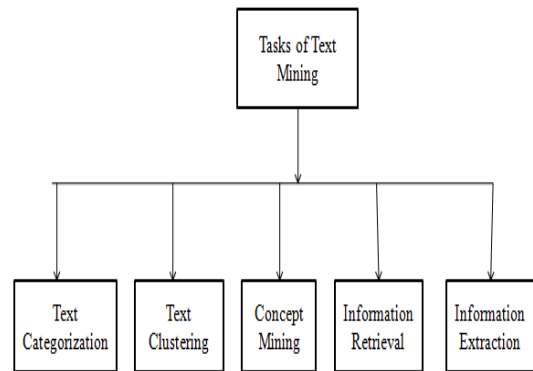 Tasks of Text
Mining
Text
Categorization
Text
Clustering
Concept
Mining
Information
Retrieval
Information
Extraction